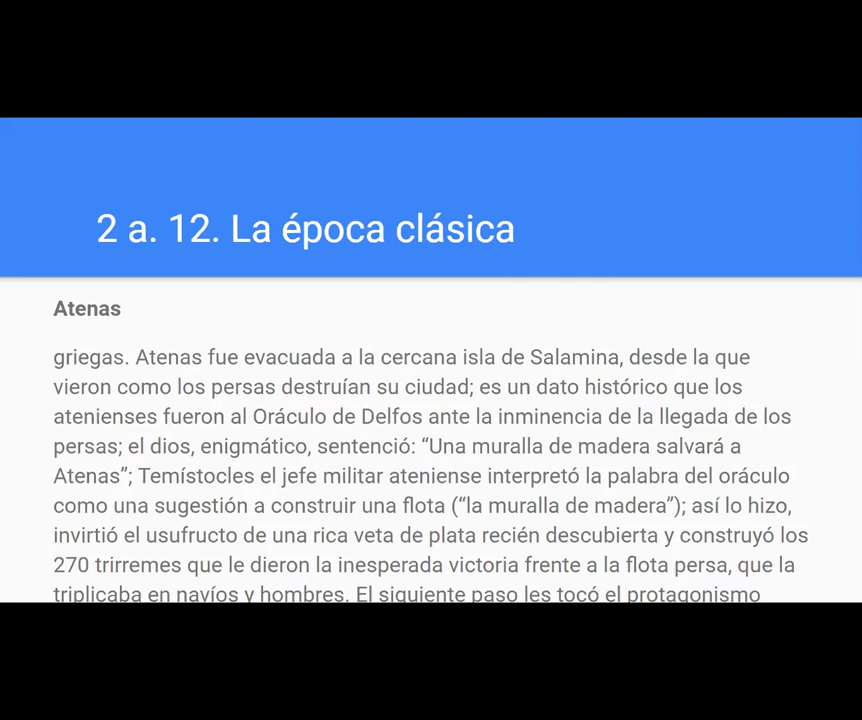 2 a. 12. La época clásica
Atenas
griegas. Atenas fue evacuada a la cercana isla de Salamina, desde la que
vieron como los persas destruían su ciudad; es un dato histórico que los
atenienses fueron al Oráculo de Delfos ante la inminencia de la llegada de los
persas; el dios, enigmático, sentenció: “Una muralla de madera salvará a
Atenas”; Temístocles el jefe militar ateniense interpretó la palabra del oráculo
como una sugestión a construir una flota (“la muralla de madera”); así lo hizo,
invirtió el usufructo de una rica veta de plata recién descubierta y construyó los
270 trirremes que le dieron la inesperada victoria frente a la flota persa, que la
triplicaba en navíos y hombres. El siguiente paso les tocó el protagonismo